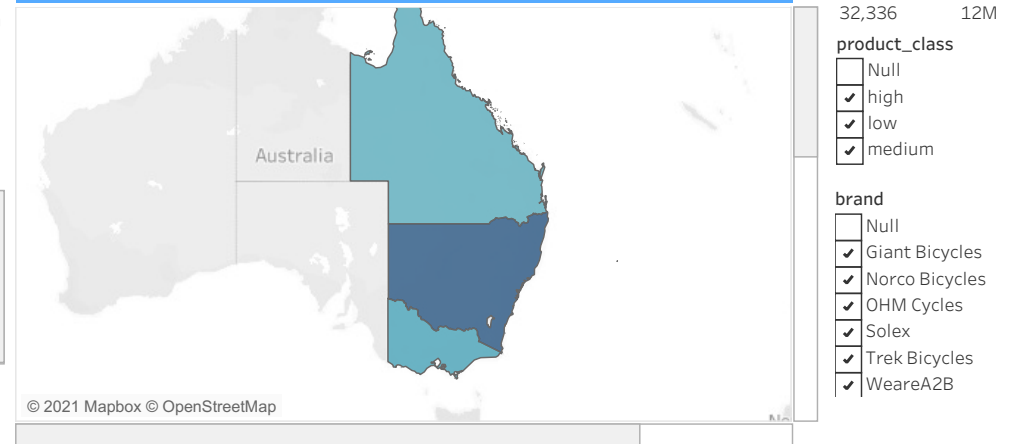 32,336 12M
product_class
Null
high
low
medium
Australia
brand
Null
Giant Bicycles
Norco Bicycles
OHM Cycles
Solex
Trek Bicycles
WeareA2B
© 2021 Mapbox © OpenStreetMap